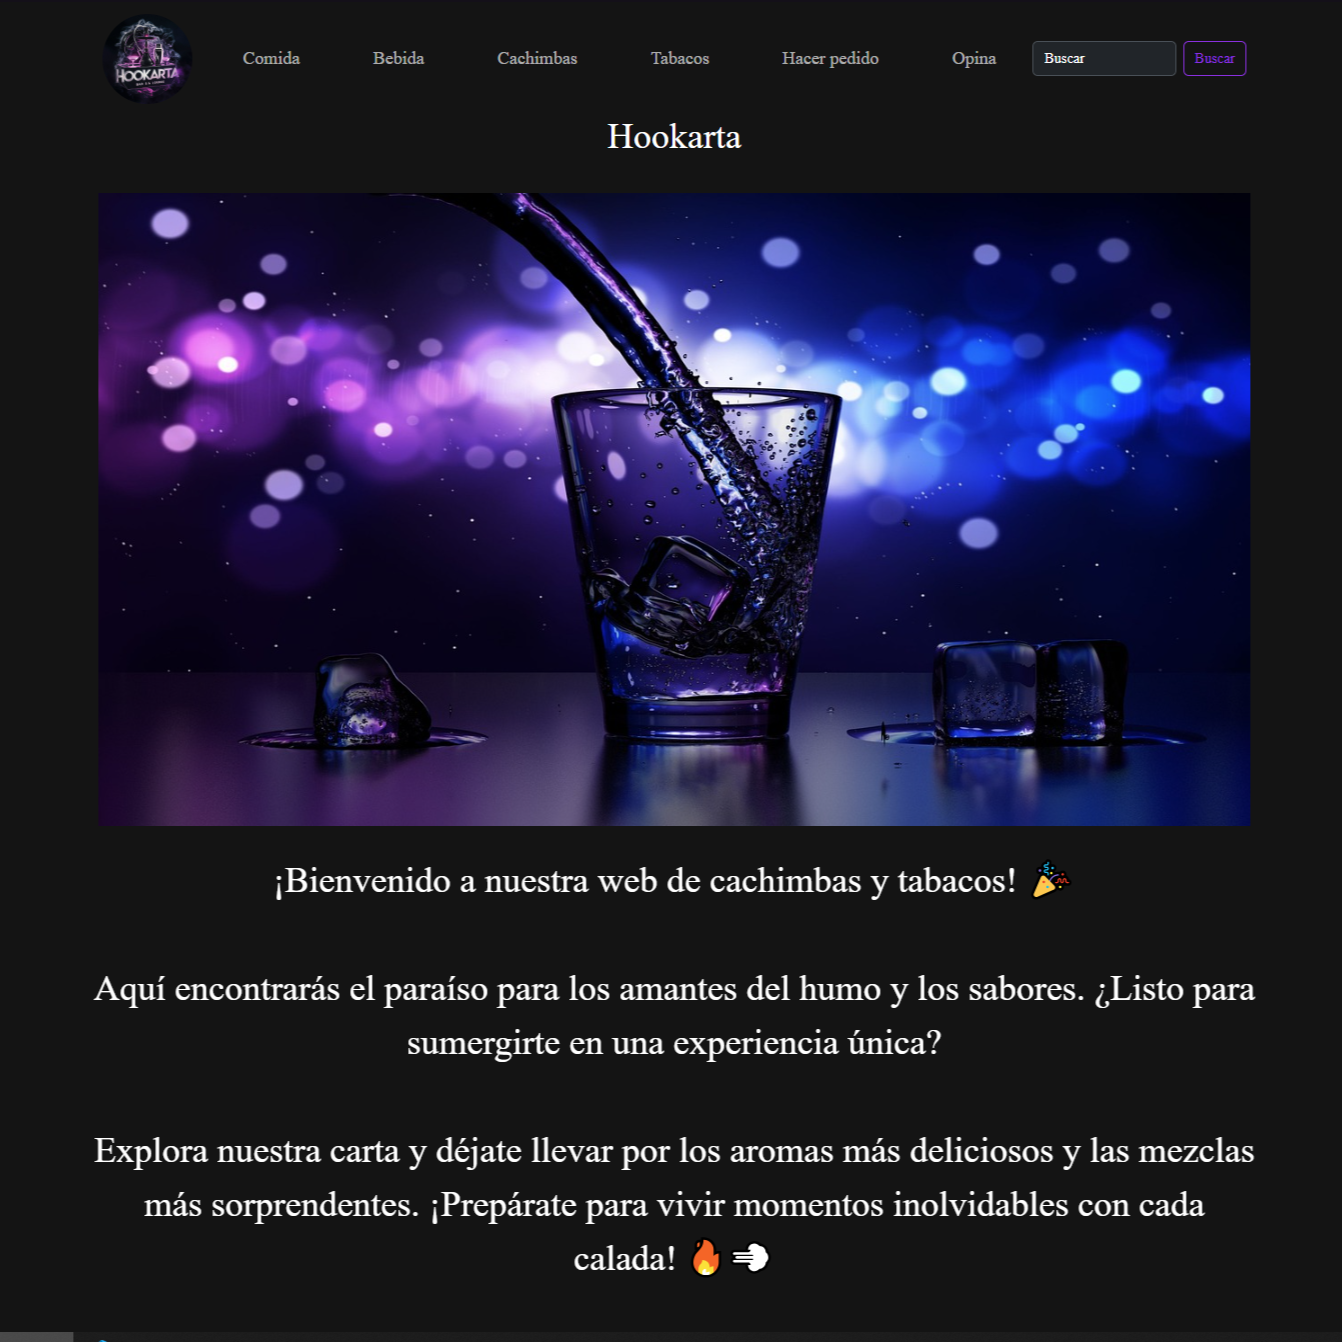 HOOKARTA
Comida
Bebida
Cachimbas
Tabacos
Hacer pedido
Opina
Buscar
Buscar
Hookarta
¡Bienvenido a nuestra web de cachimbas y tabacos! 🎉
Aquí encontrarás el paraíso para los amantes del humo y los sabores. ¿Listo para
sumergirte en una experiencia única?
Explora nuestra carta y déjate llevar por los aromas más deliciosos y las mezclas
más sorprendentes. ¡Prepárate para vivir momentos inolvidables con cada
calada! 🔥💨